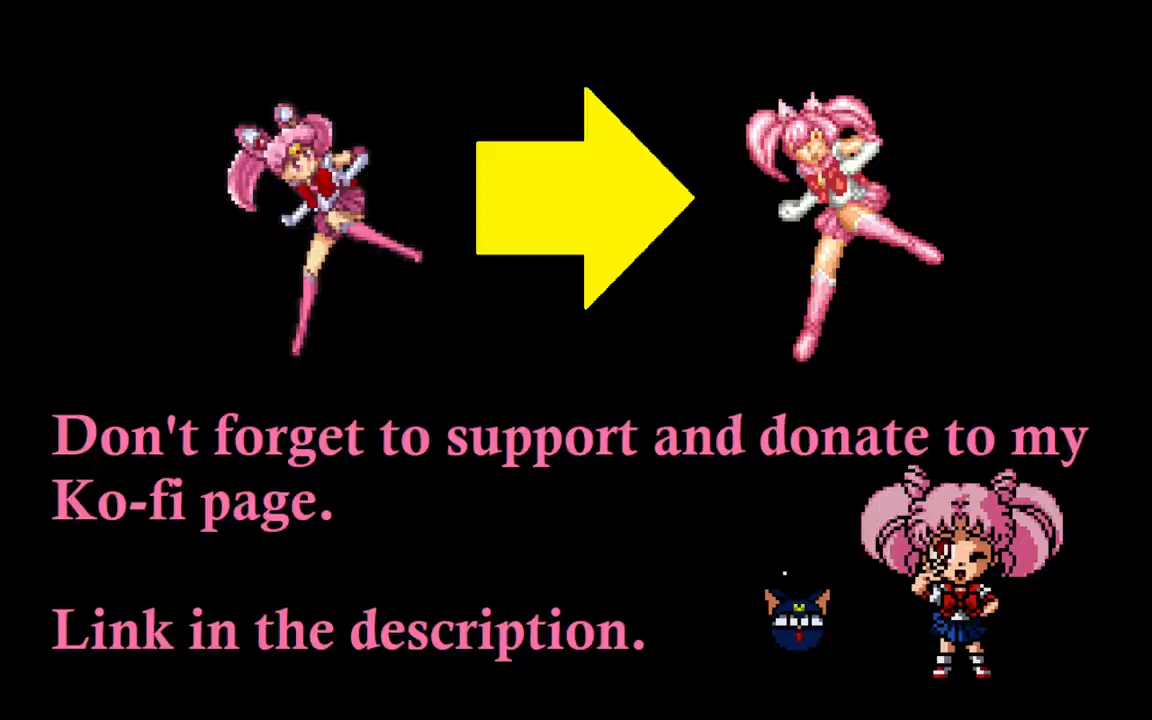 Don't forget to support and donate to my
Ko-fi page.
Link in the description.